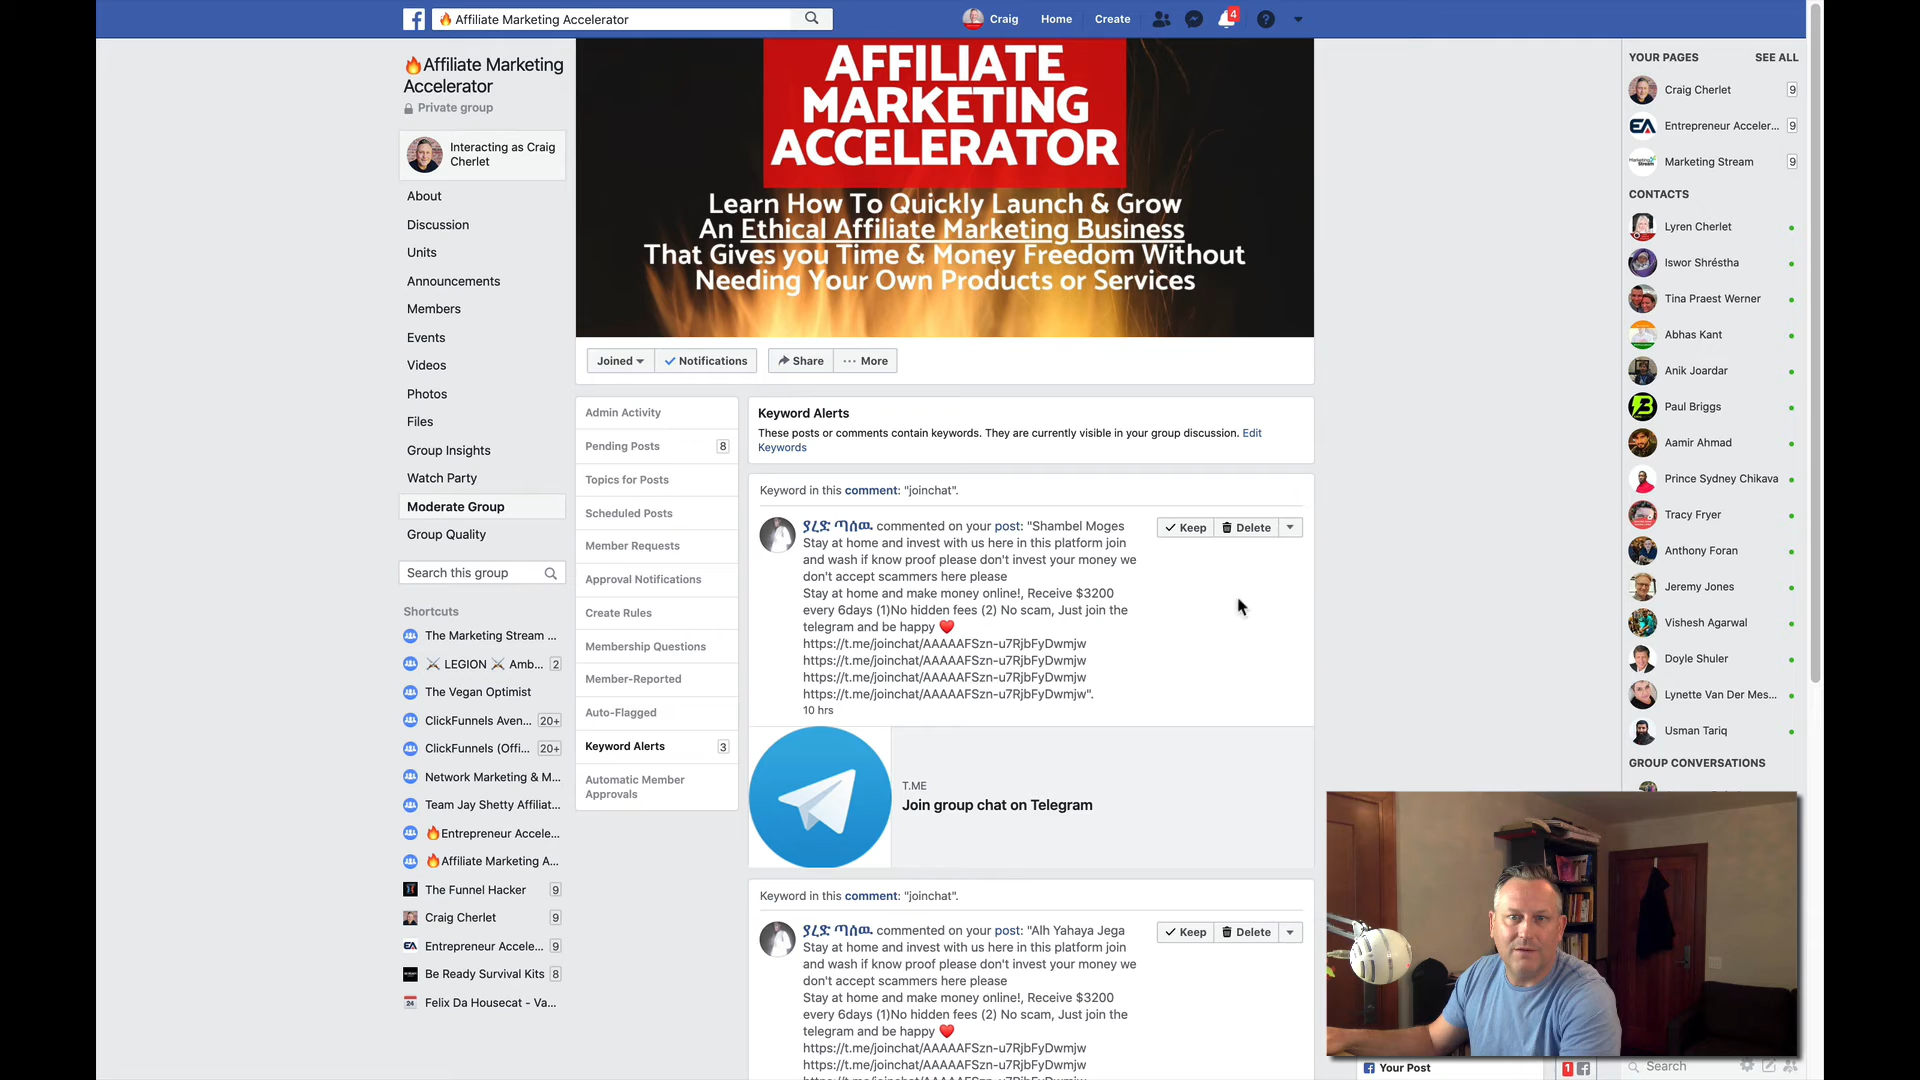 🔥 Affiliate Marketing Accelerator
Craig
Home
Create
4
🔥Affiliate Marketing
Accelerator
Private group
Interacting as Craig
Cherlet
About
Discussion
Units
Announcements
Members
Events
Videos
Photos
Files
Group Insights
Watch Party
Moderate Group
Group Quality
Search this group
Shortcuts
The Marketing Stream ...
⚔ LEGION ⚔ Amb... 2
The Vegan Optimist
ClickFunnels Aven... 20+
ClickFunnels (Offi... 20+
Network Marketing & M...
Team Jay Shetty Affiliat...
🔥Entrepreneur Accele...
🔥Affiliate Marketing A...
The Funnel Hacker 9
Craig Cherlet 9
EA Entrepreneur Accele... 9
Be Ready Survival Kits 8
24 Felix Da Housecat - Va...
AFFILIATE
MARKETING
ACCELERATOR
Learn How To Quickly Launch & Grow
An Ethical Affiliate Marketing Business
That Gives you Time & Money Freedom Without
Needing Your Own Products or Services
Joined
Notifications
Share
More
Admin Activity
Pending Posts 8
Topics for Posts
Scheduled Posts
Member Requests
Approval Notifications
Create Rules
Membership Questions
Member-Reported
Auto-Flagged
Keyword Alerts 3
Automatic Member
Approvals
Keyword Alerts
These posts or comments contain keywords. They are currently visible in your group discussion. Edit
Keywords
Keyword in this comment: "joinchat".
ያረድ ጣሰዉ commented on your post: "Shambel Moges
Keep
Delete
Stay at home and invest with us here in this platform join
and wash if know proof please don't invest your money we
don't accept scammers here please
Stay at home and make money online!, Receive $3200
every 6days (1)No hidden fees (2) No scam, Just join the
telegram and be happy ❤️
https://t.me/joinchat/AAAAAFSzn-u7RjbFyDwmjw
https://t.me/joinchat/AAAAAFSzn-u7RjbFyDwmjw
https://t.me/joinchat/AAAAAFSzn-u7RjbFyDwmjw
https://t.me/joinchat/AAAAAFSzn-u7RjbFyDwmjw".
10 hrs
T.ME
Join group chat on Telegram
Keyword in this comment: "joinchat".
ያረድ ጣሰዉ commented on your post: "Alh Yahaya Jega
Keep
Delete
Stay at home and invest with us here in this platform join
and wash if know proof please don't invest your money we
don't accept scammers here please
Stay at home and make money online!, Receive $3200
every 6days (1)No hidden fees (2) No scam, Just join the
telegram and be happy ❤️
https://t.me/joinchat/AAAAAFSzn-u7RjbFyDwmjw
https://t.me/joinchat/AAAAAFSzn-u7RjbFyDwmjw
YOUR PAGES
SEE ALL
Craig Cherlet 9
EA Entrepreneur Acceler... 9
Marketing Stream 9
CONTACTS
Lyren Cherlet
Iswor Shréstha
Tina Praest Werner
Abhas Kant
Anik Joardar
Paul Briggs
Aamir Ahmad
Prince Sydney Chikava
Tracy Fryer
Anthony Foran
Jeremy Jones
Vishesh Agarwal
Doyle Shuler
Lynette Van Der Mes...
Usman Tariq
GROUP CONVERSATIONS
Your Post
1
Search